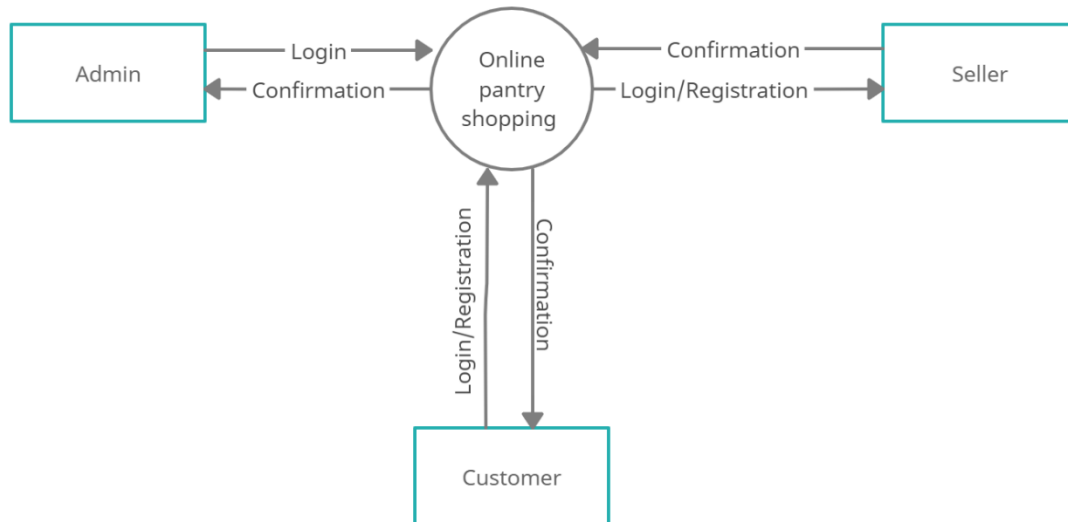 Admin
Login
Confirmation
Online
pantry
shopping
Confirmation
Login/Registration
Seller
Login/Registration
Confirmation
Customer